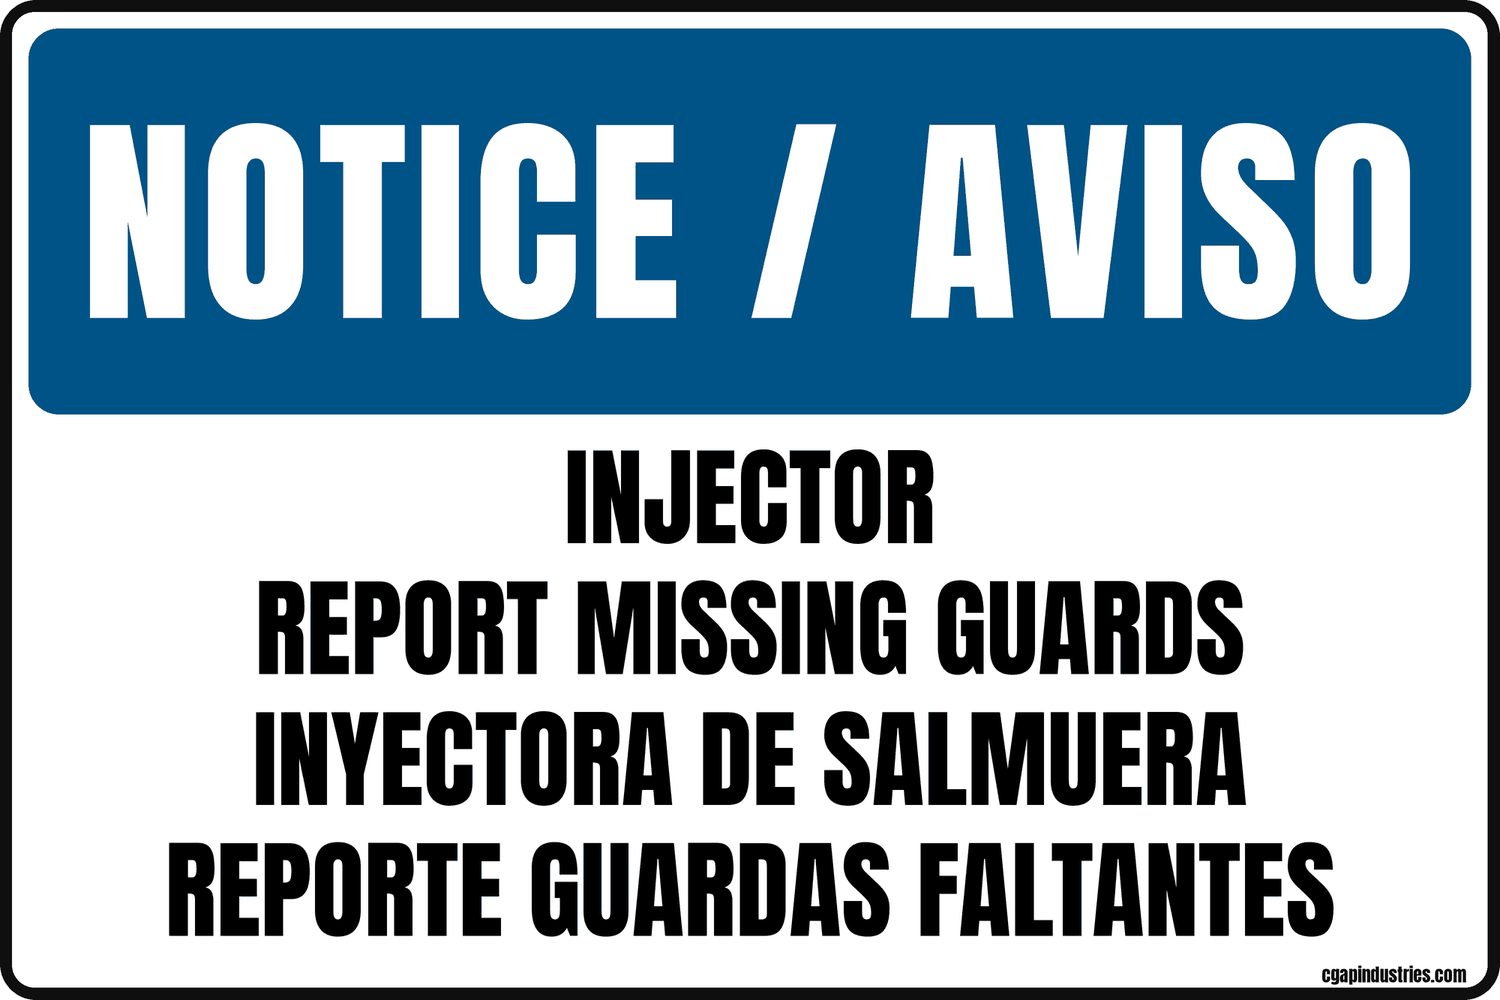 NOTICE / AVISO
INJECTOR
REPORT MISSING GUARDS
INYECTORA DE SALMUERA
REPORTE GUARDAS FALTANTES
cgapindustries.com